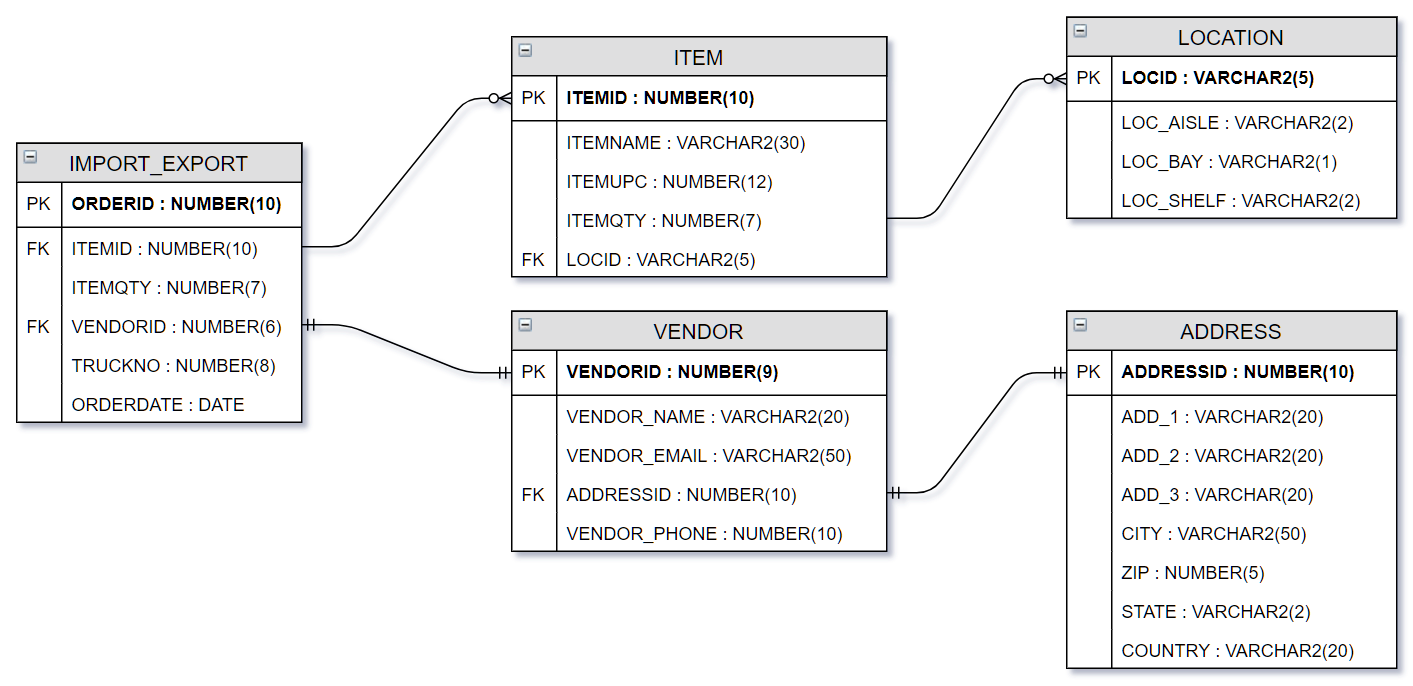 IMPORT_EXPORT
PK ORDERID : NUMBER(10)
FK ITEMID : NUMBER(10)
ITEMQTY : NUMBER(7)
FK VENDORID : NUMBER(6)
TRUCKNO : NUMBER(8)
ORDERDATE : DATE
ITEM
PK ITEMID : NUMBER(10)
ITEMNAME : VARCHAR2(30)
ITEMUPC : NUMBER(12)
ITEMQTY : NUMBER(7)
FK LOCID : VARCHAR2(5)
LOCATION
PK LOCID : VARCHAR2(5)
LOC_AISLE : VARCHAR2(2)
LOC_BAY : VARCHAR2(1)
LOC_SHELF : VARCHAR2(2)
VENDOR
PK VENDORID : NUMBER(9)
VENDOR_NAME : VARCHAR2(20)
VENDOR_EMAIL : VARCHAR2(50)
FK ADDRESSID : NUMBER(10)
VENDOR_PHONE : NUMBER(10)
ADDRESS
PK ADDRESSID : NUMBER(10)
ADD_1 : VARCHAR2(20)
ADD_2 : VARCHAR2(20)
ADD_3 : VARCHAR(20)
CITY : VARCHAR2(50)
ZIP : NUMBER(5)
STATE : VARCHAR2(2)
COUNTRY : VARCHAR2(20)